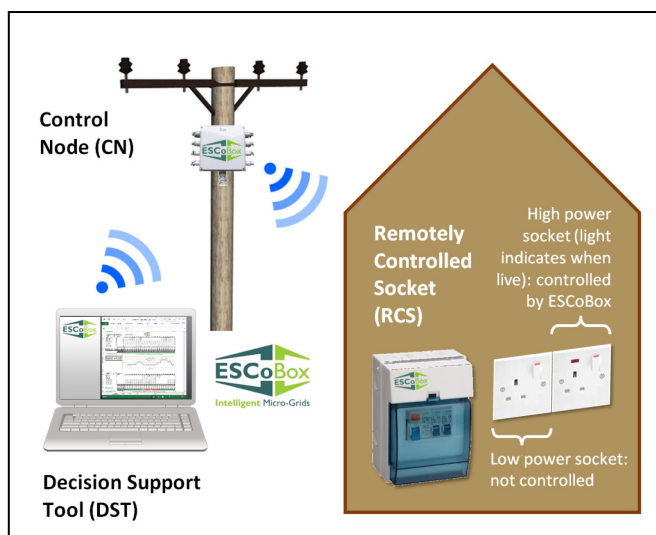 Control
Node (CN)
ESCoBox
ESCoBox
ESCoBox
Intelligent Micro-Grids
Decision Support
Tool (DST)
Remotely
Controlled
Socket
(RCS)
High power
socket (light
indicates when
live): controlled
by ESCoBox
ESCoBox
Low power socket:
not controlled